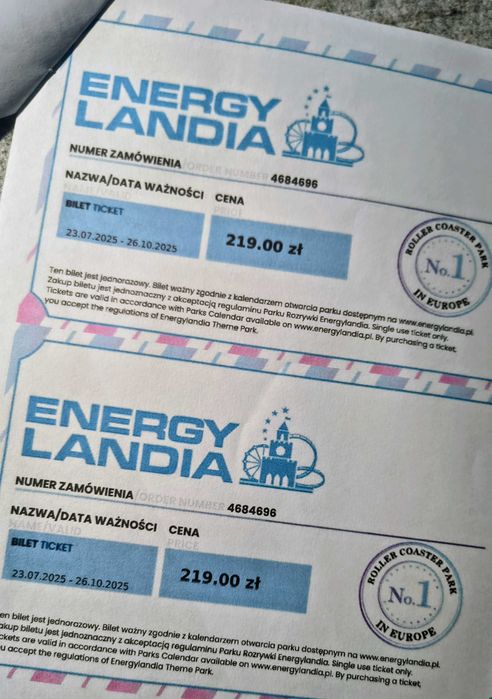 ENERGY
LANDIA
NUMER ZAMÓWIENIA/ORDER NUMBER 4684696
NAZWA/DATA WAŻNOŚCI CENA
NAME/VALID PRICE
BILET TICKET
23.07.2025 - 26.10.2025 219.00 zł
ROLLER COASTER PARK
No.1
IN EUROPE
Ten bilet jest jednorazowy. Bilet ważny zgodnie z kalendarzem otwarcia parku dostępnym na www.energylandia.pl.
Zakup biletu jest jednoznaczny z akceptacją regulaminu Parku Rozrywki Energylandia. Single use ticket only.
Tickets are valid in accordance with Parks Calendar available on www.energylandia.pl. By purchasing a ticket,
you accept the regulations of Energylandia Theme Park.
ENERGY
LANDIA
NUMER ZAMÓWIENIA/ORDER NUMBER 4684696
NAZWA/DATA WAŻNOŚCI CENA
NAME/VALID PRICE
BILET TICKET
23.07.2025 - 26.10.2025 219.00 zł
ROLLER COASTER PARK
No.1
IN EUROPE
en bilet jest jednorazowy. Bilet ważny zgodnie z kalendarzem otwarcia parku dostępnym na www.energylandia.pl.
akup biletu jest jednoznaczny z akceptacją regulaminu Parku Rozrywki Energylandia. Single use ticket only.
ckets are valid in accordance with Parks Calendar available on www.energylandia.pl. By purchasing a ticket,
u accept the regulations of Energylandia Theme Park.